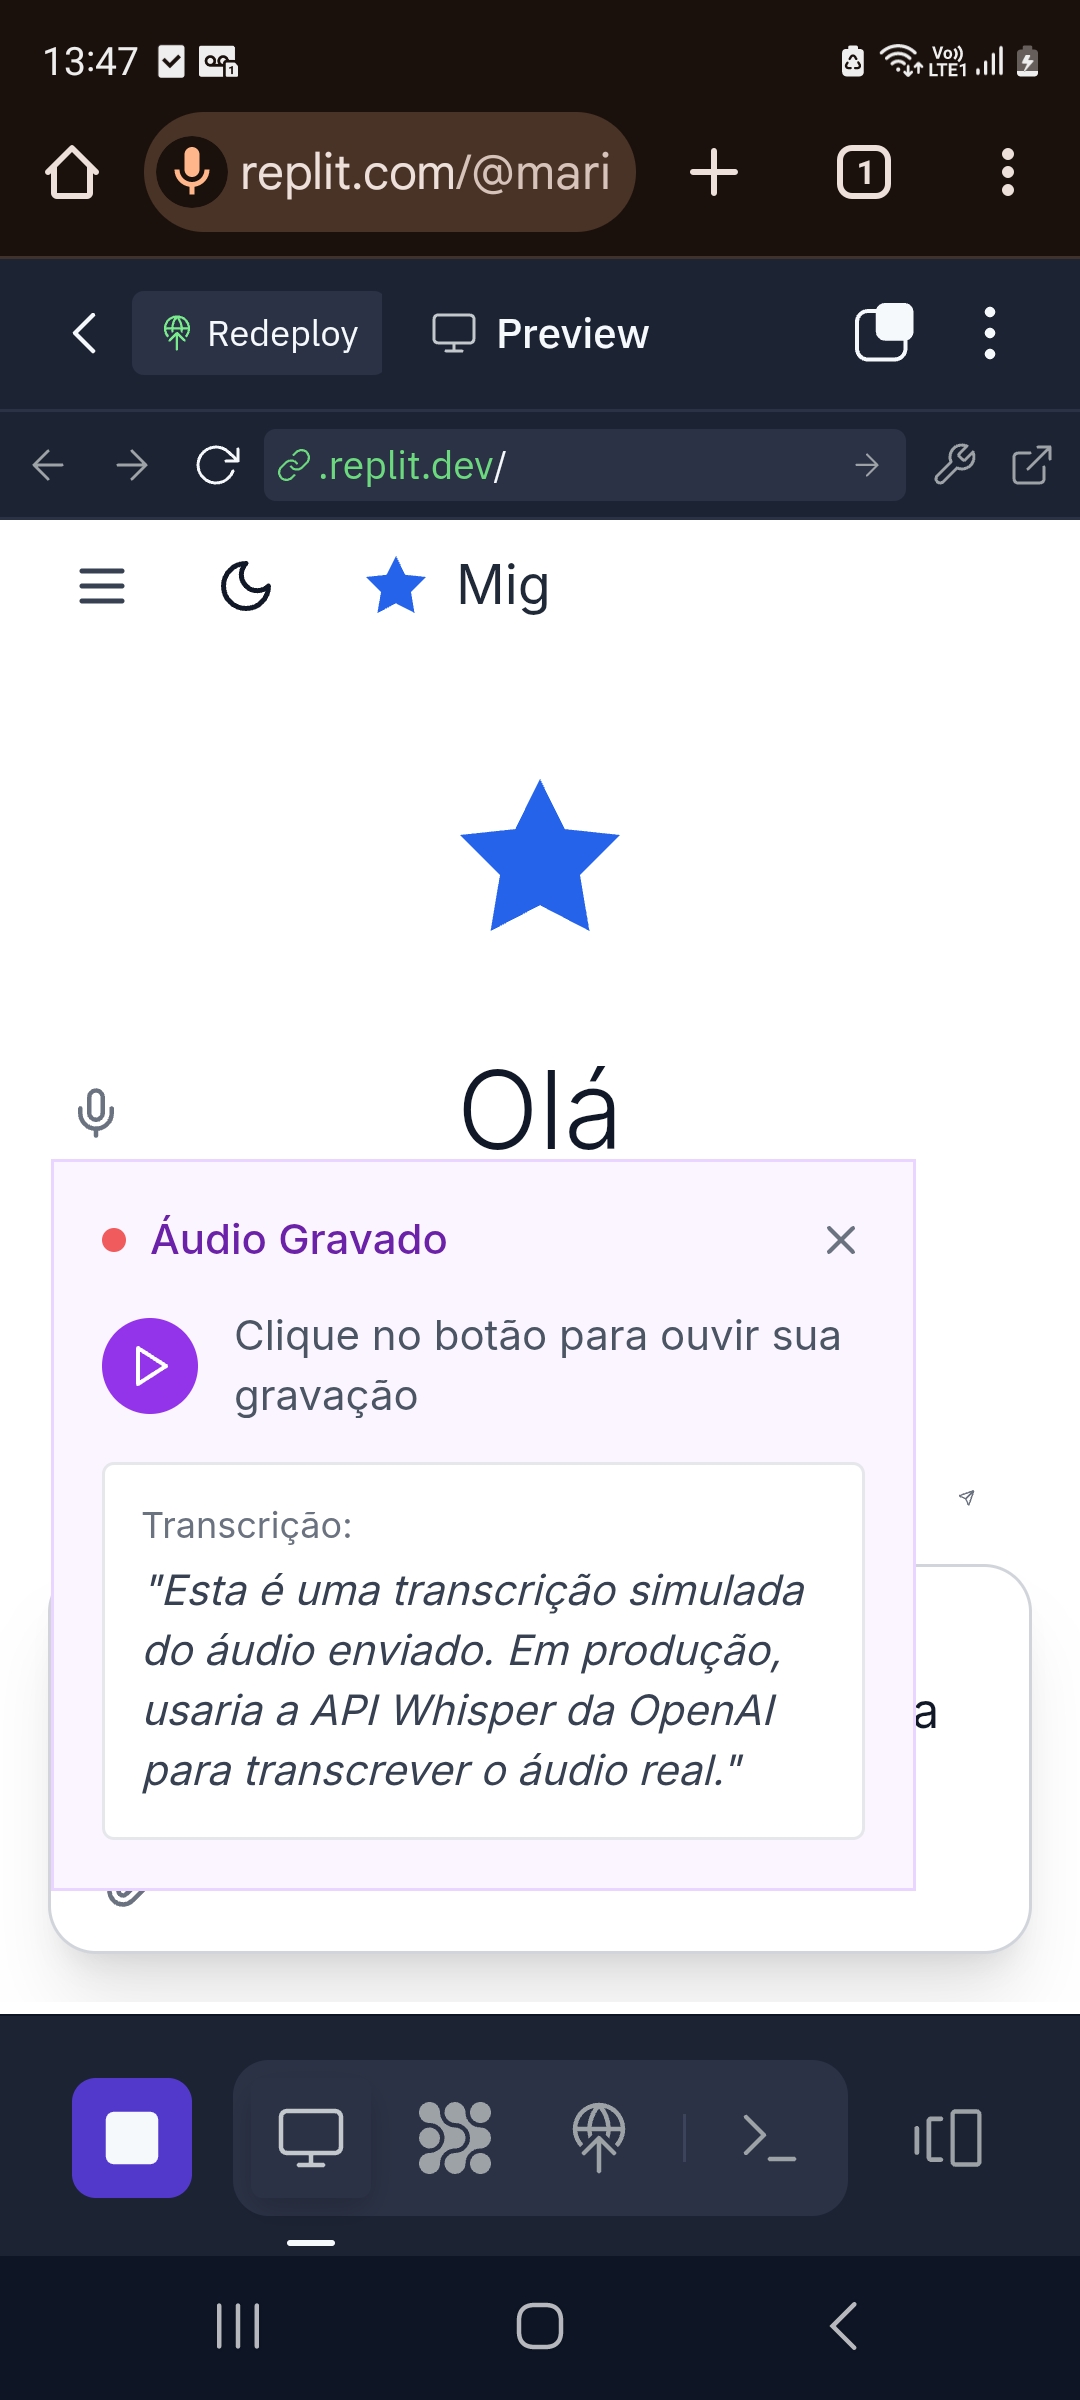 13:47
Vo))
LTE1
replit.com/@mari
1
Redeploy
Preview
.replit.dev/
Mig
Olá
Áudio Gravado
Clique no botão para ouvir sua
gravação
Transcrição:
"Esta é uma transcrição simulada
do áudio enviado. Em produção,
usaria a API Whisper da OpenAI
para transcrever o áudio real."
a